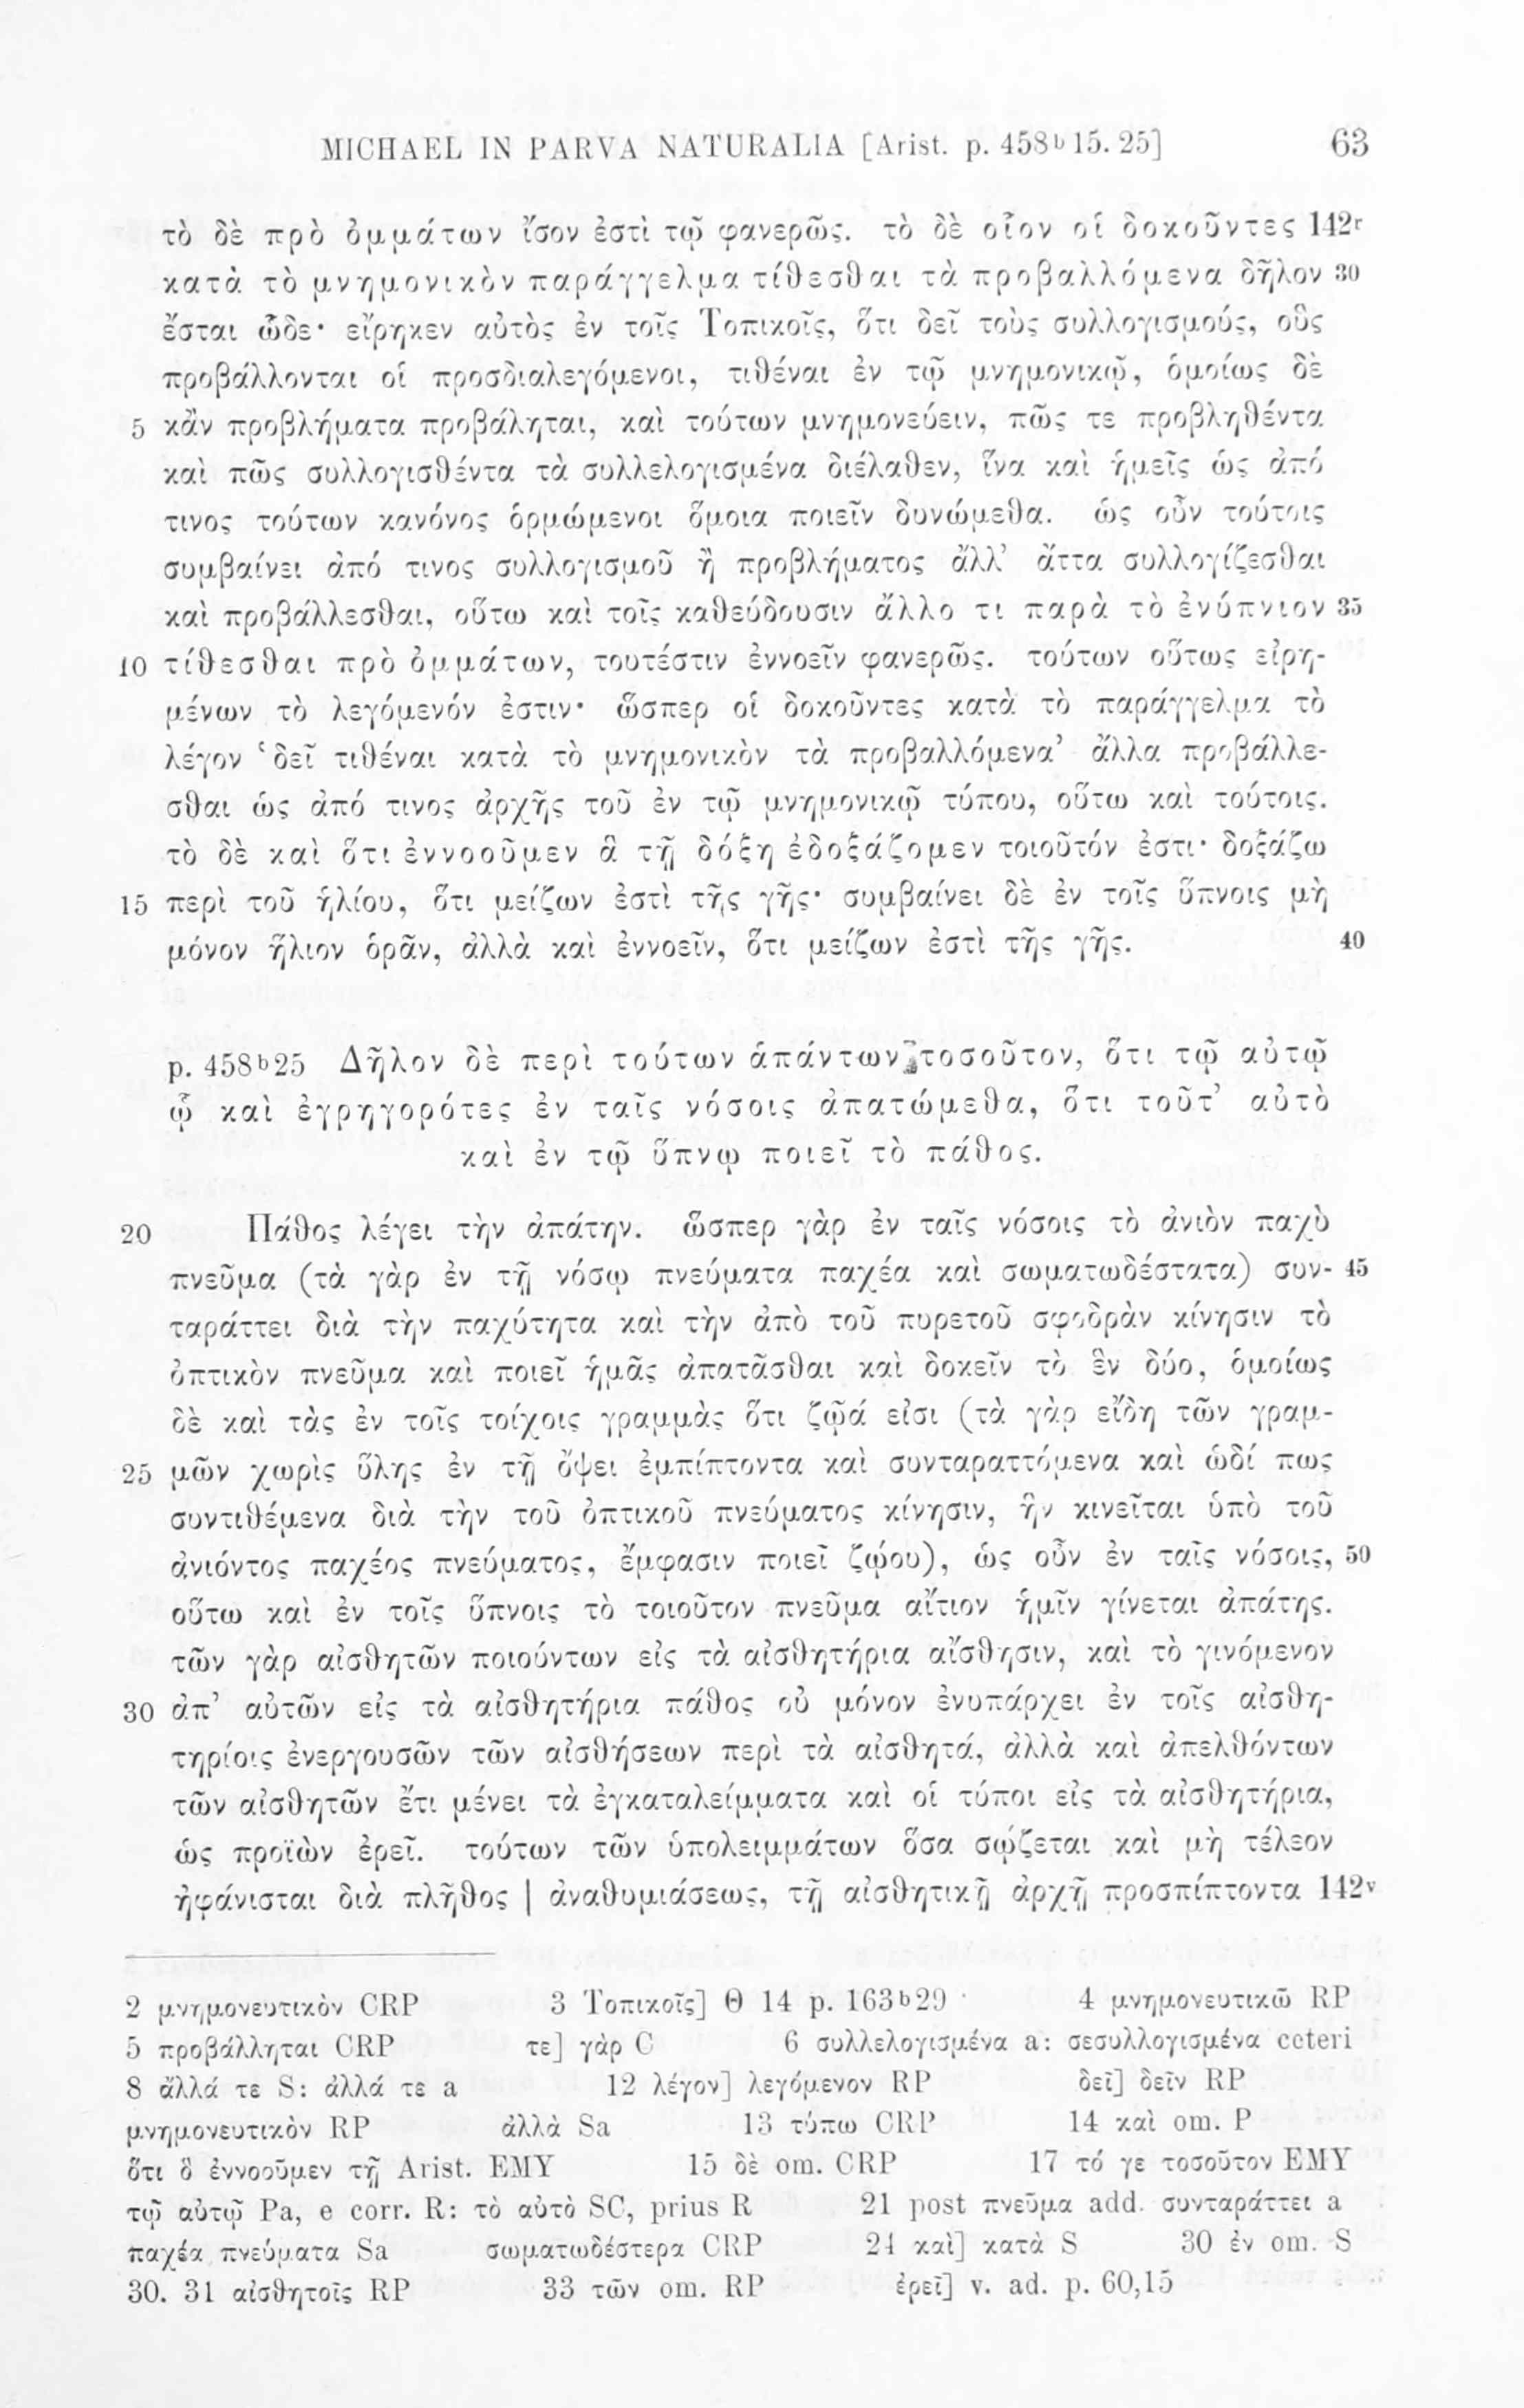 MICHAEL IN PARVA NATURALIA [Arist. p. 458b15. 25] 63
τὸ δὲ πρὸ ὀμμάτων ἴσον ἐστὶ τῷ φανερῶς. τὸ δὲ οἷον οἱ δοκοῦντες 142r
κατὰ τὸ μνημονικὸν παράγγελμα τίθεσθαι τὰ προβαλλόμενα δῆλον 30
ἔσται ὧδε· εἴρηκεν αὐτὸς ἐν τοῖς Τοπικοῖς, ὅτι δεῖ τοὺς συλλογισμούς, οὓς
προβάλλονται οἱ προσδιαλεγόμενοι, τιθέναι ἐν τῷ μνημονικῷ, ὁμοίως δὲ
5 κἂν προβλήματα προβάληται, καὶ τούτων μνημονεύειν, πῶς τε προβληθέντα
καὶ πῶς συλλογισθέντα τὰ συλλελογισμένα διέλαθεν, ἵνα καὶ ἡμεῖς ὡς ἀπό
τινος τούτων κανόνος ὁρμώμενοι ὅμοια ποιεῖν δυνώμεθα. ὡς οὖν τούτοις
συμβαίνει ἀπό τινος συλλογισμοῦ ἢ προβλήματος ἄλλ’ ἄττα συλλογίζεσθαι
καὶ προβάλλεσθαι, οὕτω καὶ τοῖς καθεύδουσιν ἄλλο τι παρὰ τὸ ἐνύπνιον 35
10 τίθεσθαι πρὸ ὀμμάτων, τουτέστιν ἐννοεῖν φανερῶς. τούτων οὕτως εἰρη-
μένων τὸ λεγόμενόν ἐστιν· ὥσπερ οἱ δοκοῦντες κατὰ τὸ παράγγελμα τὸ
λέγον ‘δεῖ τιθέναι κατὰ τὸ μνημονικὸν τὰ προβαλλόμενα’ ἄλλα προβάλλε-
σθαι ὡς ἀπό τινος ἀρχῆς τοῦ ἐν τῷ μνημονικῷ τύπου, οὕτω καὶ τούτοις.
τὸ δὲ καὶ ὅτι ἐννοοῦμεν ἃ τῇ δόξῃ ἐδοξάζομεν τοιοῦτόν ἐστι· δοξάζω
15 περὶ τοῦ ἡλίου, ὅτι μείζων ἐστὶ τῆς γῆς· συμβαίνει δὲ ἐν τοῖς ὕπνοις μὴ
μόνον ἥλιον ὁρᾶν, ἀλλὰ καὶ ἐννοεῖν, ὅτι μείζων ἐστὶ τῆς γῆς. 40
p. 458b25 Δῆλον δὲ περὶ τούτων ἁπάντων τοσοῦτον, ὅτι τῷ αὐτῷ
ᾧ καὶ ἐγρηγορότες ἐν ταῖς νόσοις ἀπατώμεθα, ὅτι τοῦτ’ αὐτὸ
καὶ ἐν τῷ ὕπνῳ ποιεῖ τὸ πάθος.
20 Πάθος λέγει τὴν ἀπάτην. ὥσπερ γὰρ ἐν ταῖς νόσοις τὸ ἀνιὸν παχὺ
πνεῦμα (τὰ γὰρ ἐν τῇ νόσῳ πνεύματα παχέα καὶ σωματωδέστατα) συν- 45
ταράττει διὰ τὴν παχύτητα καὶ τὴν ἀπὸ τοῦ πυρετοῦ σφοδρὰν κίνησιν τὸ
ὀπτικὸν πνεῦμα καὶ ποιεῖ ἡμᾶς ἀπατᾶσθαι καὶ δοκεῖν τὸ ἓν δύο, ὁμοίως
δὲ καὶ τὰς ἐν τοῖς τοίχοις γραμμὰς ὅτι ζῷά εἰσι (τὰ γὰρ εἴδη τῶν γραμ-
25 μῶν χωρὶς ὕλης ἐν τῇ ὄψει ἐμπίπτοντα καὶ συνταραττόμενα καὶ ὡδί πως
συντιθέμενα διὰ τὴν τοῦ ὀπτικοῦ πνεύματος κίνησιν, ἣν κινεῖται ὑπὸ τοῦ
ἀνιόντος παχέος πνεύματος, ἔμφασιν ποιεῖ ζῴου), ὡς οὖν ἐν ταῖς νόσοις, 50
οὕτω καὶ ἐν τοῖς ὕπνοις τὸ τοιοῦτον πνεῦμα αἴτιον ἡμῖν γίνεται ἀπάτης.
τῶν γὰρ αἰσθητῶν ποιούντων εἰς τὰ αἰσθητήρια αἴσθησιν, καὶ τὸ γινόμενον
30 ἀπ’ αὐτῶν εἰς τὰ αἰσθητήρια πάθος οὐ μόνον ἐνυπάρχει ἐν τοῖς αἰσθη-
τηρίοις ἐνεργουσῶν τῶν αἰσθήσεων περὶ τὰ αἰσθητά, ἀλλὰ καὶ ἀπελθόντων
τῶν αἰσθητῶν ἔτι μένει τὰ ἐγκαταλείμματα καὶ οἱ τύποι εἰς τὰ αἰσθητήρια,
ὡς προϊὼν ἐρεῖ. τούτων τῶν ὑπολειμμάτων ὅσα σῴζεται καὶ μὴ τέλεον
ἠφάνισται διὰ πλῆθος | ἀναθυμιάσεως, τῇ αἰσθητικῇ ἀρχῇ προσπίπτοντα 142v
2 μνημονευτικὸν CRP 3 Τοπικοῖς] Θ 14 p. 163b29 4 μνημονευτικῶ RP
5 προβάλληται CRP τε] γὰρ C 6 συλλελογισμένα a: σεσυλλογισμένα ceteri
8 ἄλλά τε S: ἀλλά τε a 12 λέγον] λεγόμενον RP δεῖ] δεῖν RP
μνημονευτικὸν RP ἀλλὰ Sa 13 τύπω CRP 14 καὶ om. P
ὅτι ὃ ἐννοοῦμεν τῇ Arist. EMY 15 δὲ om. CRP 17 τό γε τοσοῦτον EMY
τῷ αὐτῷ Pa, e corr. R: τὸ αὐτὸ SC, prius R 21 post πνεῦμα add. συνταράττει a
παχέα πνεύματα Sa σωματωδέστερα CRP 24 καὶ] κατὰ S 30 ἐν om. S
30. 31 αἰσθητοῖς RP 33 τῶν om. RP ἐρεῖ] v. ad. p. 60,15